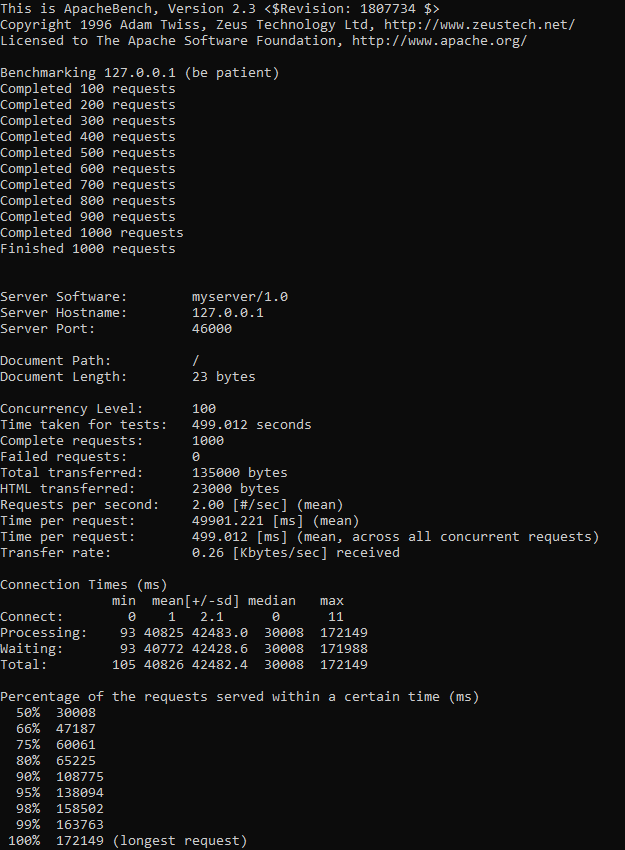 This is ApacheBench, Version 2.3 <$Revision: 1807734 $>
Copyright 1996 Adam Twiss, Zeus Technology Ltd, http://www.zeustech.net/
Licensed to The Apache Software Foundation, http://www.apache.org/

Benchmarking 127.0.0.1 (be patient)
Completed 100 requests
Completed 200 requests
Completed 300 requests
Completed 400 requests
Completed 500 requests
Completed 600 requests
Completed 700 requests
Completed 800 requests
Completed 900 requests
Completed 1000 requests
Finished 1000 requests


Server Software:        myserver/1.0
Server Hostname:        127.0.0.1
Server Port:            46000

Document Path:          /
Document Length:        23 bytes

Concurrency Level:      100
Time taken for tests:   499.012 seconds
Complete requests:      1000
Failed requests:        0
Total transferred:      135000 bytes
HTML transferred:       23000 bytes
Requests per second:    2.00 [#/sec] (mean)
Time per request:       49901.221 [ms] (mean)
Time per request:       499.012 [ms] (mean, across all concurrent requests)
Transfer rate:          0.26 [Kbytes/sec] received

Connection Times (ms)
              min  mean[+/-sd] median   max
Connect:        0    1   2.1      0      11
Processing:    93 40825 42483.0  30008  172149
Waiting:       93 40772 42428.6  30008  171988
Total:        105 40826 42482.4  30008  172149

Percentage of the requests served within a certain time (ms)
  50%  30008
  66%  47187
  75%  60061
  80%  65225
  90%  108775
  95%  138094
  98%  158502
  99%  163763
 100%  172149 (longest request)